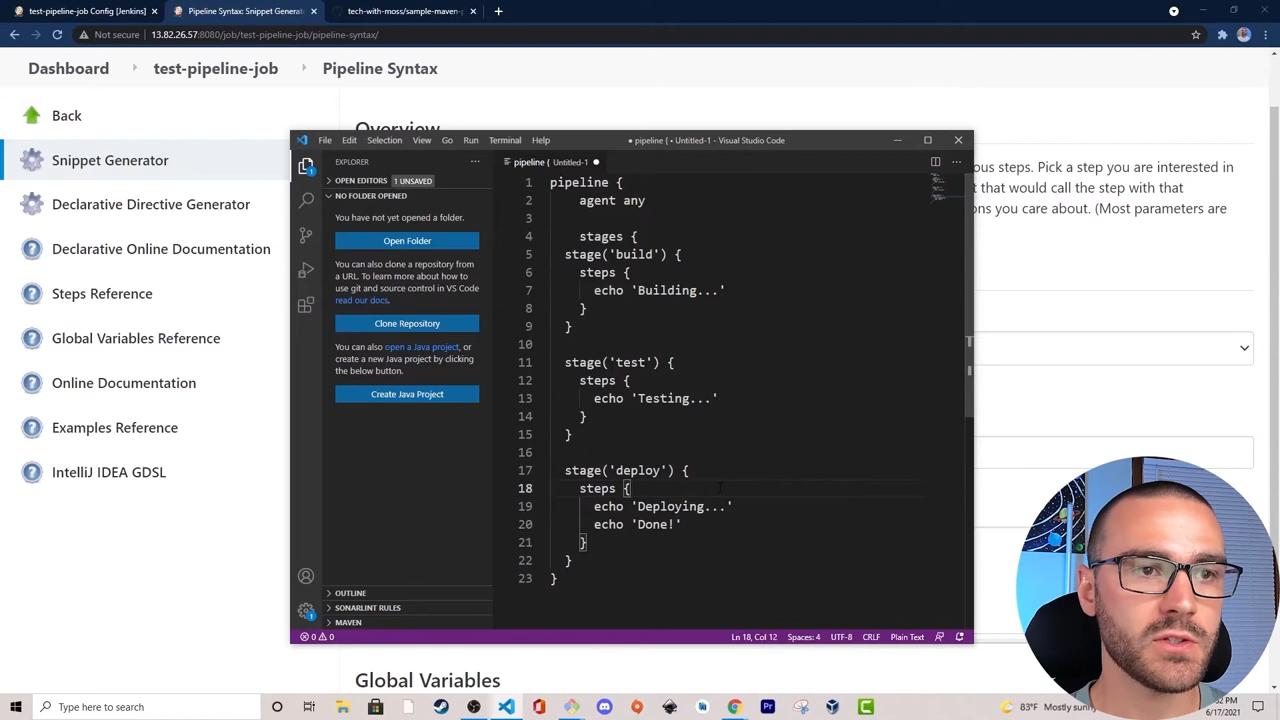 test-pipeline-job Config [Jenkins]
Pipeline Syntax Snippet Generat
tech-with-moss/sample-maven-p
Not secure
13.82.26.57:8080/job/test-pipeline-job/pipeline-syntax/
Dashboard
test-pipeline-job
Pipeline Syntax
Back
Snippet Generator
Declarative Directive Generator
Declarative Online Documentation
Steps Reference
Global Variables Reference
Online Documentation
Examples Reference
IntelliJ IDEA GDSL
Overview
ous steps. Pick a step you are interested in
t that would call the step with that
ons you care about. (Most parameters are
File Edit Selection View Go Run Terminal Help
● pipeline { ● Untitled-1 - Visual Studio Code
EXPLORER
OPEN EDITORS 1 UNSAVED
NO FOLDER OPENED
You have not yet opened a folder.
Open Folder
You can also clone a repository from
a URL. To learn more about how to
use git and source control in VS Code
read our docs.
Clone Repository
You can also open a Java project, or
create a new Java project by clicking
the below button.
Create Java Project
OUTLINE
SONARLINT RULES
MAVEN
pipeline { Untitled-1 ●
1 pipeline {
2 agent any
3
4 stages {
5 stage('build') {
6 steps {
7 echo 'Building...'
8 }
9 }
10
11 stage('test') {
12 steps {
13 echo 'Testing...'
14 }
15 }
16
17 stage('deploy') {
18 steps {
19 echo 'Deploying...'
20 echo 'Done!'
21 }
22 }
23 }
0 0
Ln 18, Col 12 Spaces: 4 UTF-8 CRLF Plain Text
Global Variables
Type here to search
83°F Mostly sunny
6/17/2021